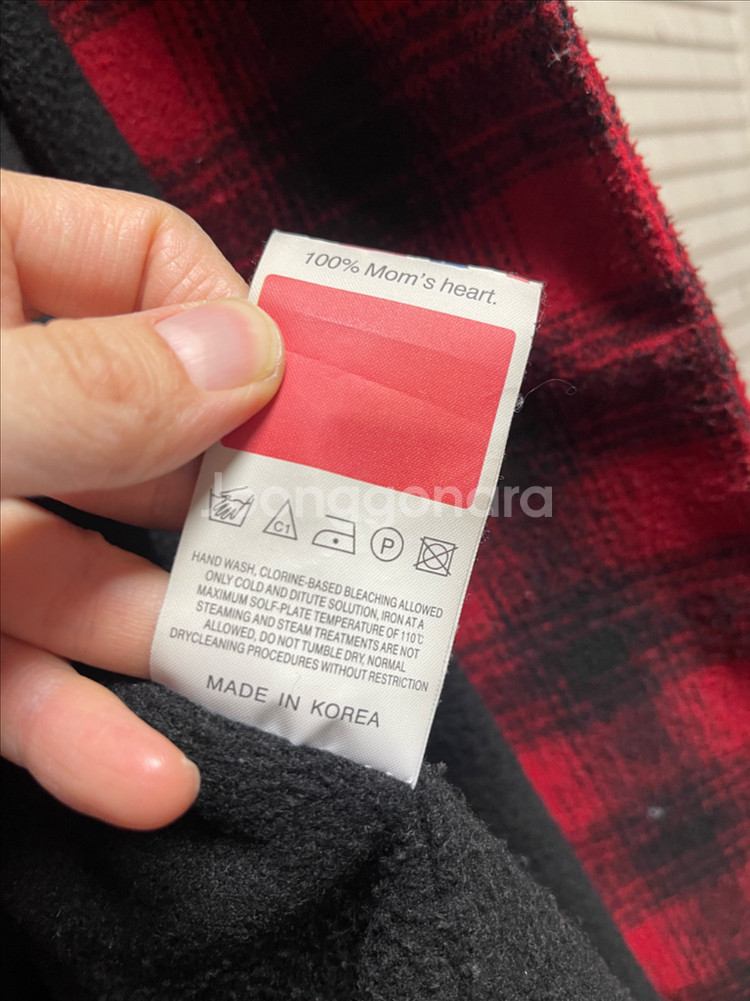 100% Mom's heart.
Joonggonara
C1
P
HAND WASH, CLORINE-BASED BLEACHING ALLOWED
ONLY COLD AND DITUTE SOLUTION, IRON AT A
MAXIMUM SOLF-PLATE TEMPERATURE OF 110℃
STEAMING AND STEAM TREATMENTS ARE NOT
ALLOWED, DO NOT TUMBLE DRY, NORMAL
DRYCLEANING PROCEDURES WITHOUT RESTRICTION
MADE IN KOREA